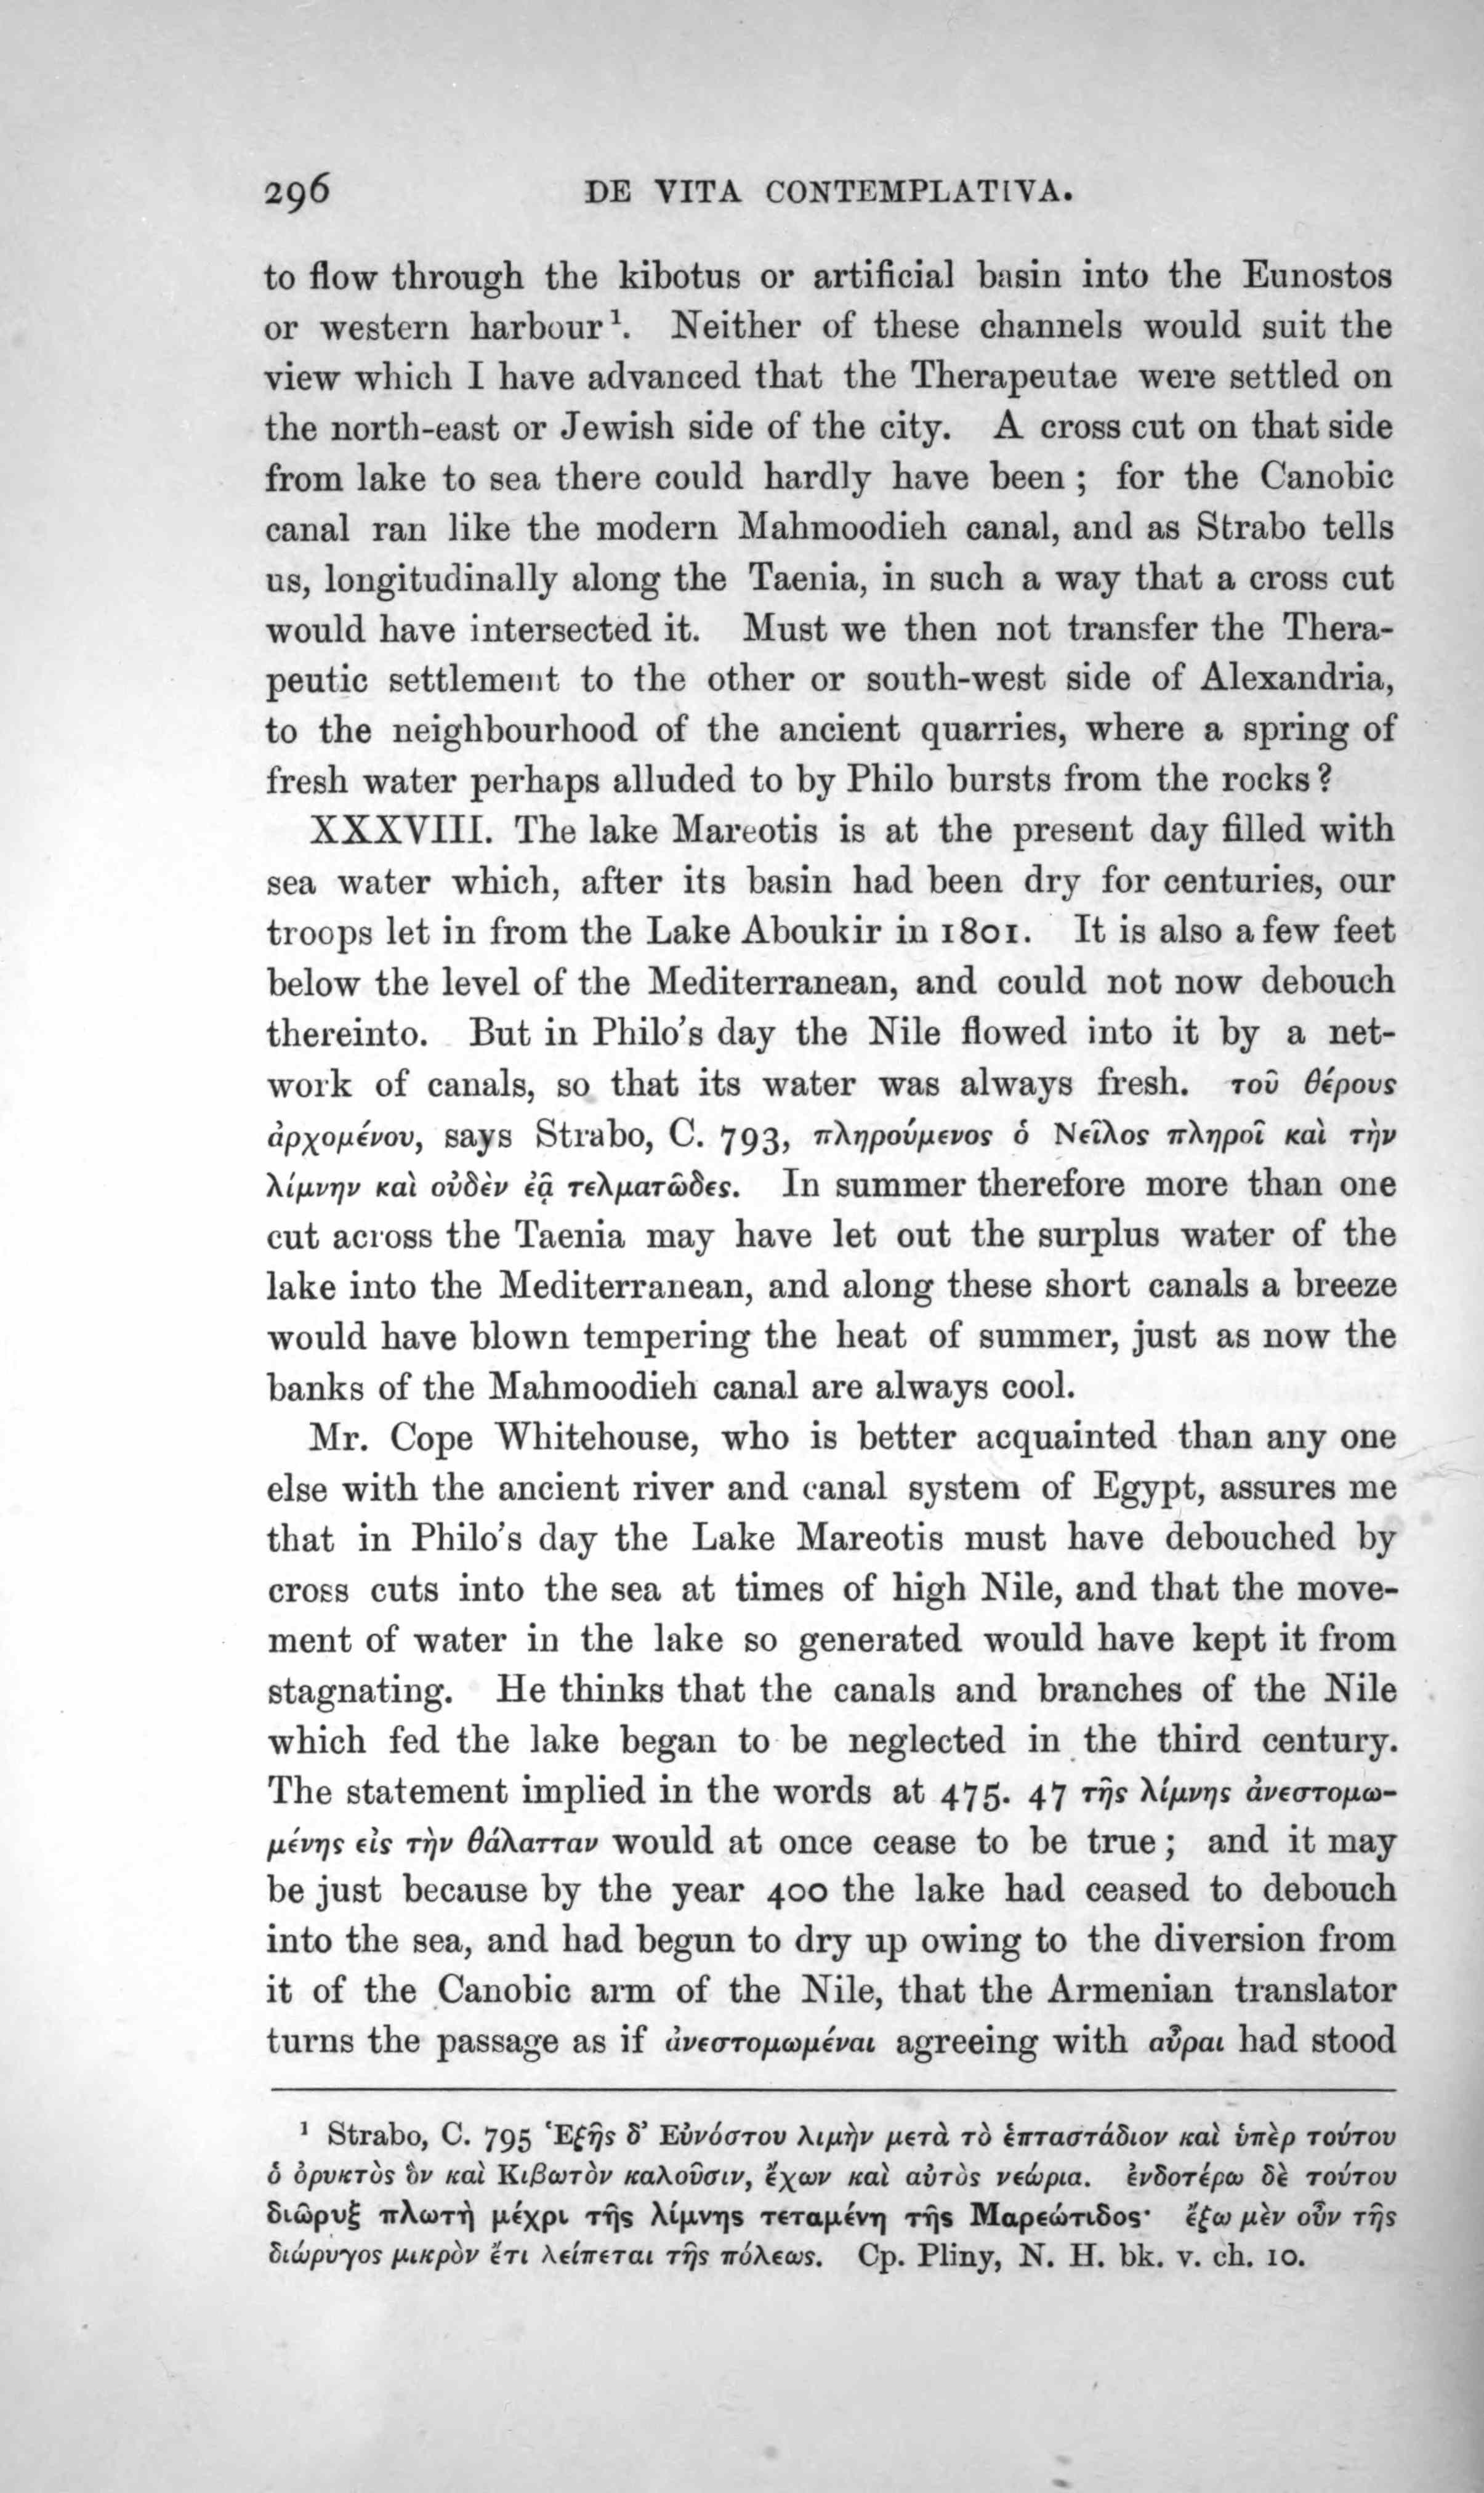 296 DE VITA CONTEMPLATIVA.
to flow through the kibotus or artificial basin into the Eunostos
or western harbour¹. Neither of these channels would suit the
view which I have advanced that the Therapeutae were settled on
the north-east or Jewish side of the city. A cross cut on that side
from lake to sea there could hardly have been; for the Canobic
canal ran like the modern Mahmoodieh canal, and as Strabo tells
us, longitudinally along the Taenia, in such a way that a cross cut
would have intersected it. Must we then not transfer the Thera-
peutic settlement to the other or south-west side of Alexandria,
to the neighbourhood of the ancient quarries, where a spring of
fresh water perhaps alluded to by Philo bursts from the rocks?
XXXVIII. The lake Mareotis is at the present day filled with
sea water which, after its basin had been dry for centuries, our
troops let in from the Lake Aboukir in 1801. It is also a few feet
below the level of the Mediterranean, and could not now debouch
thereinto. But in Philo's day the Nile flowed into it by a net-
work of canals, so that its water was always fresh. τοῦ θέρους
ἀρχομένου, says Strabo, C. 793, πληρούμενος ὁ Νεῖλος πληροῖ καὶ τὴν
λίμνην καὶ οὐδὲν ἐᾷ τελματῶδες. In summer therefore more than one
cut across the Taenia may have let out the surplus water of the
lake into the Mediterranean, and along these short canals a breeze
would have blown tempering the heat of summer, just as now the
banks of the Mahmoodieh canal are always cool.
Mr. Cope Whitehouse, who is better acquainted than any one
else with the ancient river and canal system of Egypt, assures me
that in Philo's day the Lake Mareotis must have debouched by
cross cuts into the sea at times of high Nile, and that the move-
ment of water in the lake so generated would have kept it from
stagnating. He thinks that the canals and branches of the Nile
which fed the lake began to be neglected in the third century.
The statement implied in the words at 475. 47 τῆς λίμνης ἀνεστομω-
μένης εἰς τὴν θάλατταν would at once cease to be true; and it may
be just because by the year 400 the lake had ceased to debouch
into the sea, and had begun to dry up owing to the diversion from
it of the Canobic arm of the Nile, that the Armenian translator
turns the passage as if ἀνεστομωμέναι agreeing with αὖραι had stood
¹ Strabo, C. 795 Ἑξῆς δ' Εὐνόστου λιμὴν μετὰ τὸ ἑπταστάδιον καὶ ὑπὲρ τούτου
ὁ ὀρυκτὸς ὃν καὶ Κιβωτὸν καλοῦσιν, ἔχων καὶ αὐτὸς νεώρια. ἐνδοτέρω δὲ τούτου
διῶρυξ πλωτὴ μέχρι τῆς λίμνης τεταμένη τῆς Μαρεώτιδος· ἔξω μὲν οὖν τῆς
διώρυγος μικρὸν ἔτι λείπεται τῆς πόλεως. Cp. Pliny, N. H. bk. v. ch. 10.